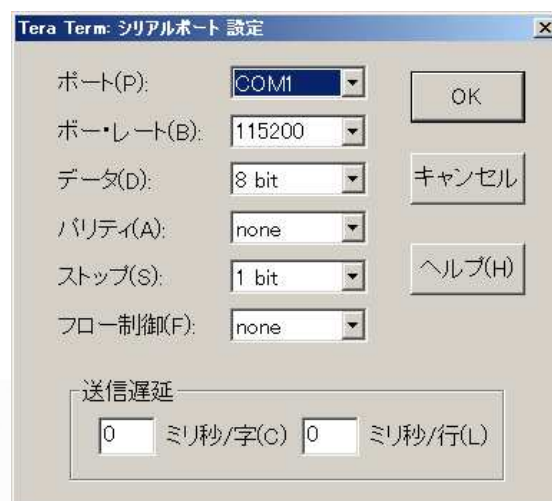 Tera Term: シリアルポート 設定
ポート(P): COM1
OK
ボー・レート(B): 115200
データ(D): 8 bit
キャンセル
パリティ(A): none
ストップ(S): 1 bit
ヘルプ(H)
フロー制御(F): none
送信遅延
0 ミリ秒/字(C) 0 ミリ秒/行(L)